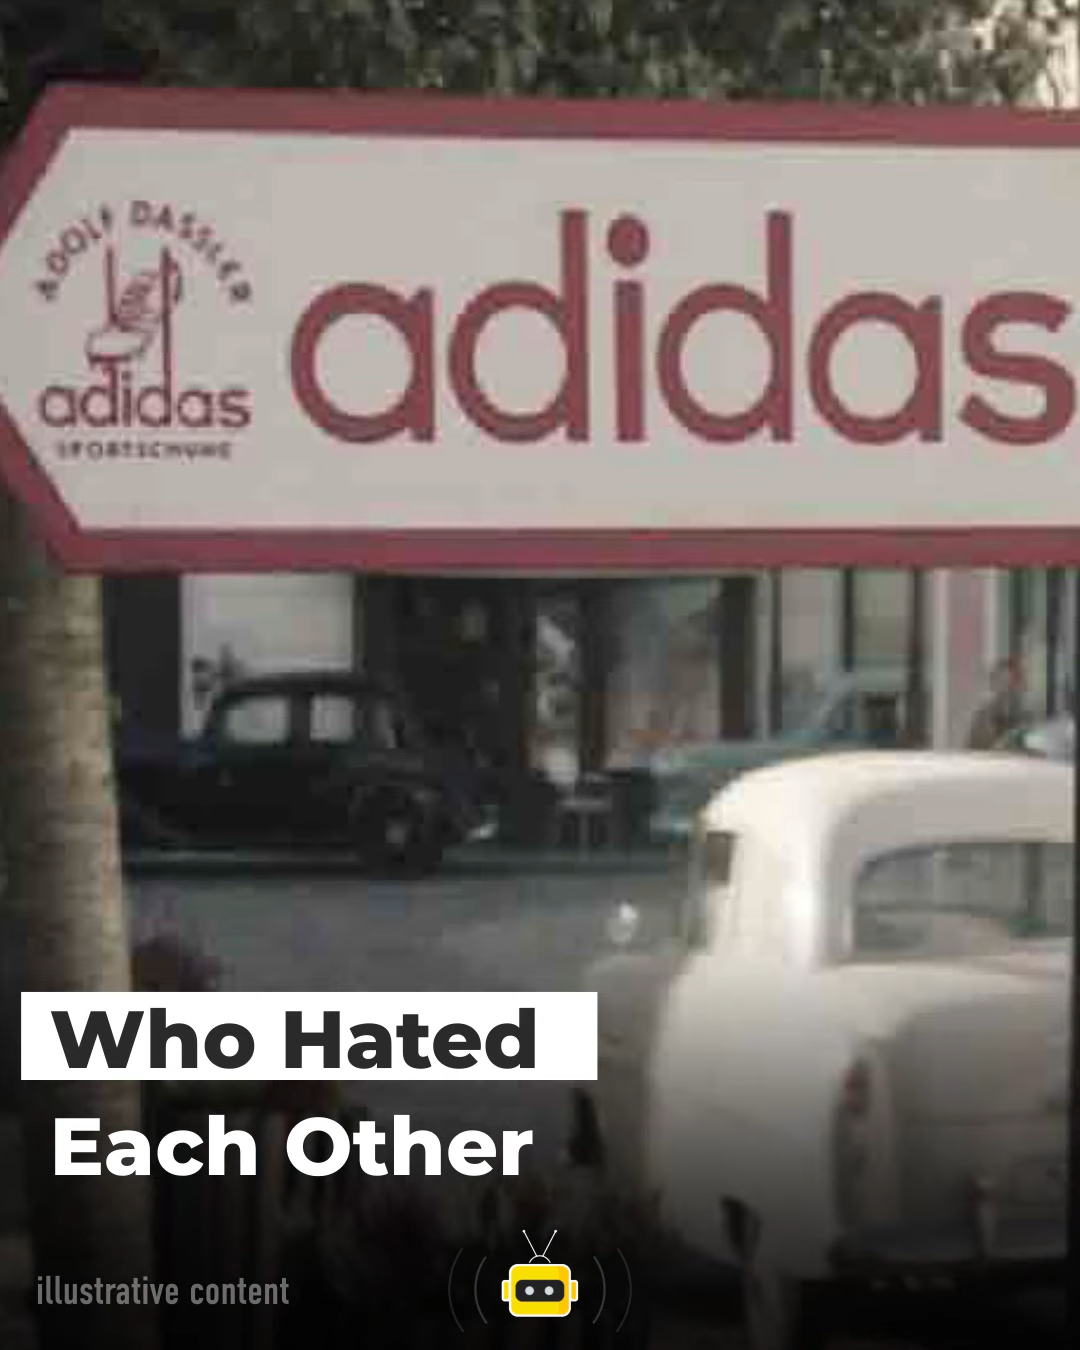 ADOLF DASSLER
adidas
SPORTSCHUHE
adidas
Who Hated
Each Other
illustrative content